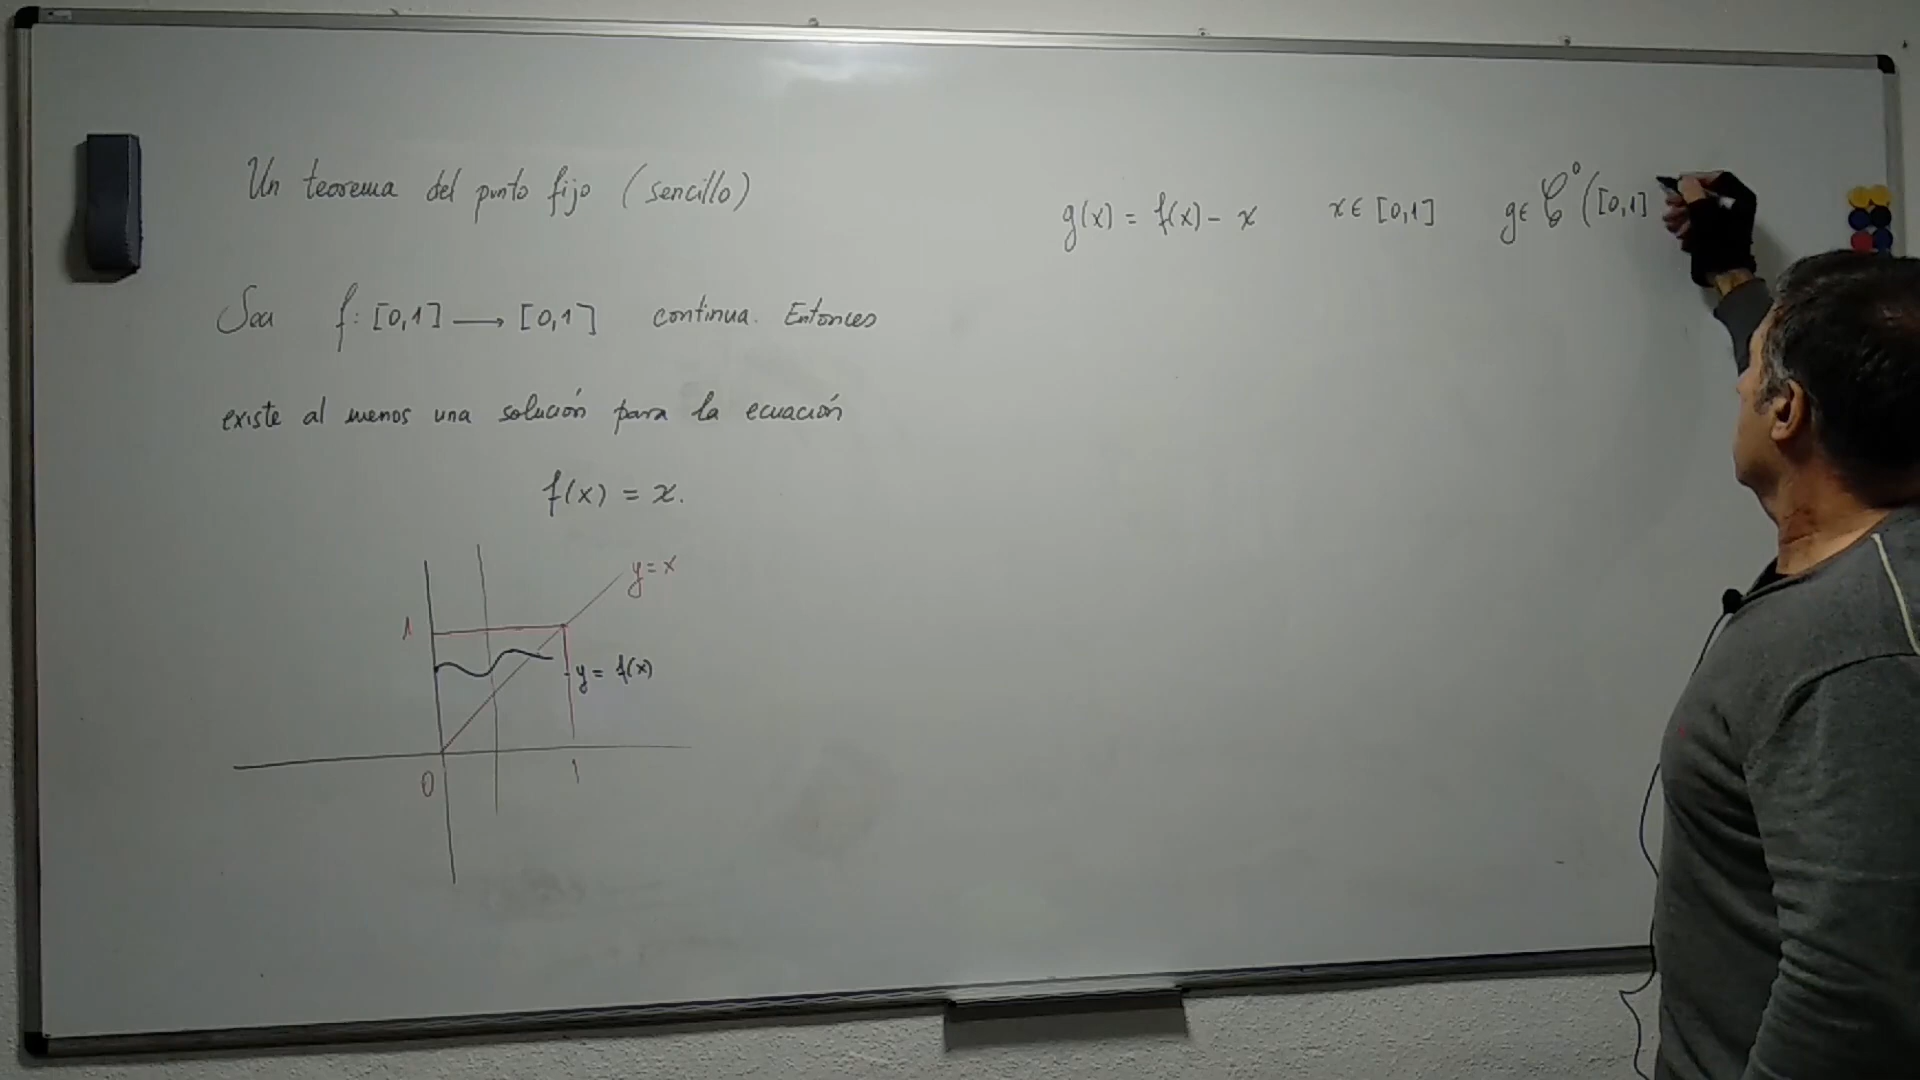 Un teorema del punto fijo (sencillo)
Sea f: [0,1] ⟶ [0,1] continua. Entonces
existe al menos una solución para la ecuación
f(x) = x.
y = x
1
y = f(x)
0
1
g(x) = f(x) - x x ∈ [0,1] g ∈ 𝒞⁰([0,1]